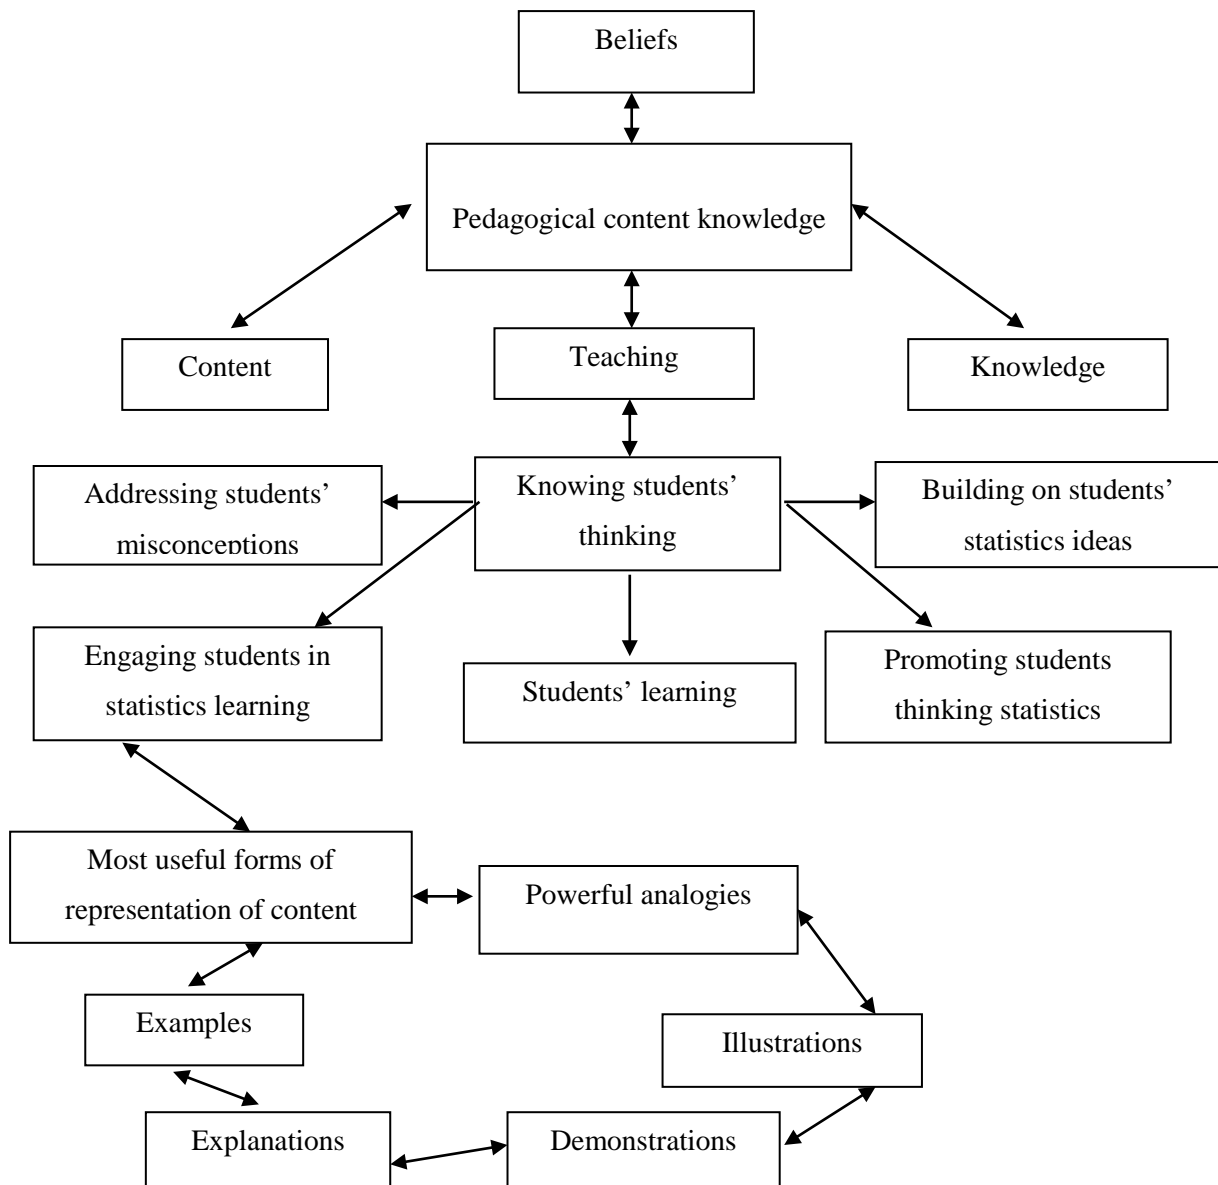 Beliefs
Pedagogical content knowledge
Content
Teaching
Knowledge
Addressing students’
misconceptions
Knowing students’
thinking
Building on students’
statistics ideas
Engaging students in
statistics learning
Students’ learning
Promoting students
thinking statistics
Most useful forms of
representation of content
Powerful analogies
Examples
Illustrations
Explanations
Demonstrations